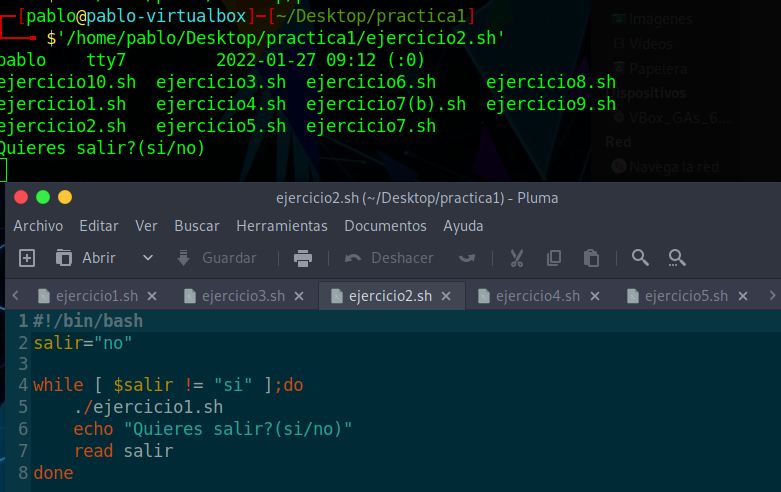 [pablo@pablo-virtualbox]─[~/Desktop/practica1]
$'/home/pablo/Desktop/practica1/ejercicio2.sh'
pablo    tty7         2022-01-27 09:12 (:0)
ejercicio10.sh  ejercicio3.sh  ejercicio6.sh     ejercicio8.sh
ejercicio1.sh   ejercicio4.sh  ejercicio7(b).sh  ejercicio9.sh
ejercicio2.sh   ejercicio5.sh  ejercicio7.sh
Quieres salir?(si/no)
Imagenes
Vídeos
Papelera
Dispositivos
VBox_GAs_6...
Red
Navega la red
ejercicio2.sh (~/Desktop/practica1) - Pluma
Archivo Editar Ver Buscar Herramientas Documentos Ayuda
Abrir Guardar Deshacer
ejercicio1.sh ejercicio3.sh ejercicio2.sh ejercicio4.sh ejercicio5.sh
1 #!/bin/bash
2 salir="no"
3
4 while [ $salir != "si" ];do
5     ./ejercicio1.sh
6     echo "Quieres salir?(si/no)"
7     read salir
8 done